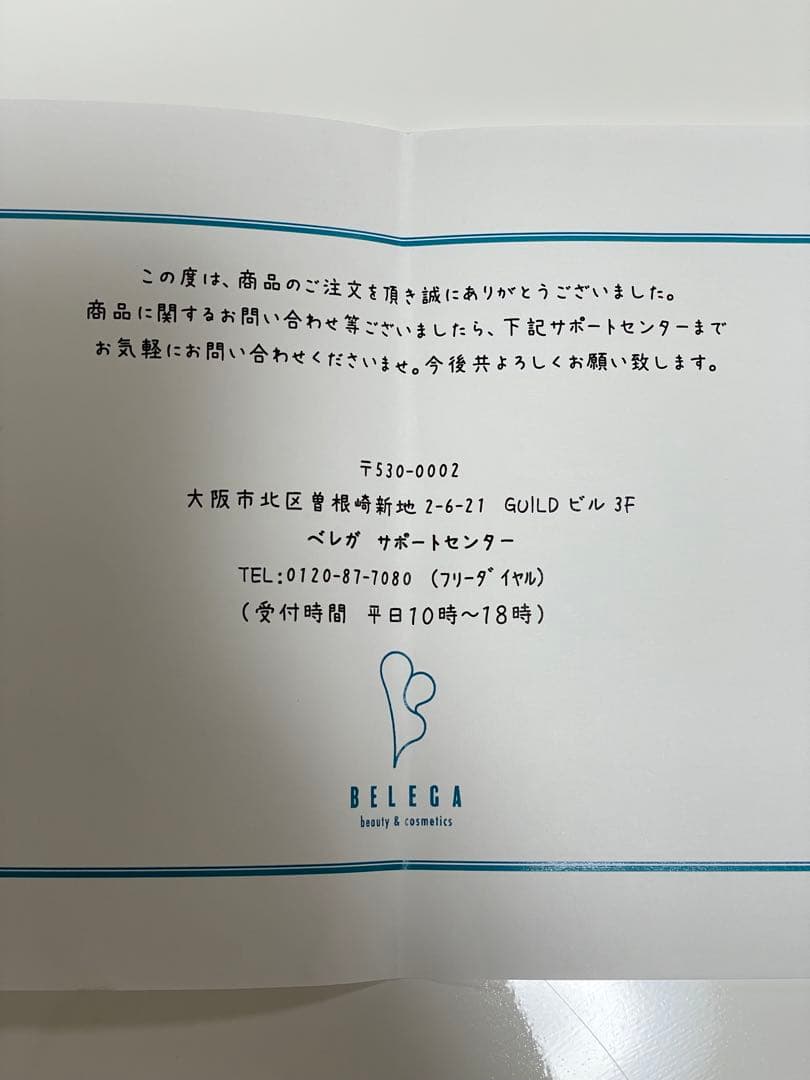 この度は、商品のご注文を頂き誠にありがとうございました。
商品に関するお問い合わせ等ございましたら、下記サポートセンターまで
お気軽にお問い合わせくださいませ。今後共よろしくお願い致します。
〒530-0002
大阪市北区曽根崎新地 2-6-21 GUILDビル 3F
ベレガ サポートセンター
TEL:0120-87-7080 (フリーダイヤル)
(受付時間 平日10時〜18時)
BELEGA
beauty & cosmetics